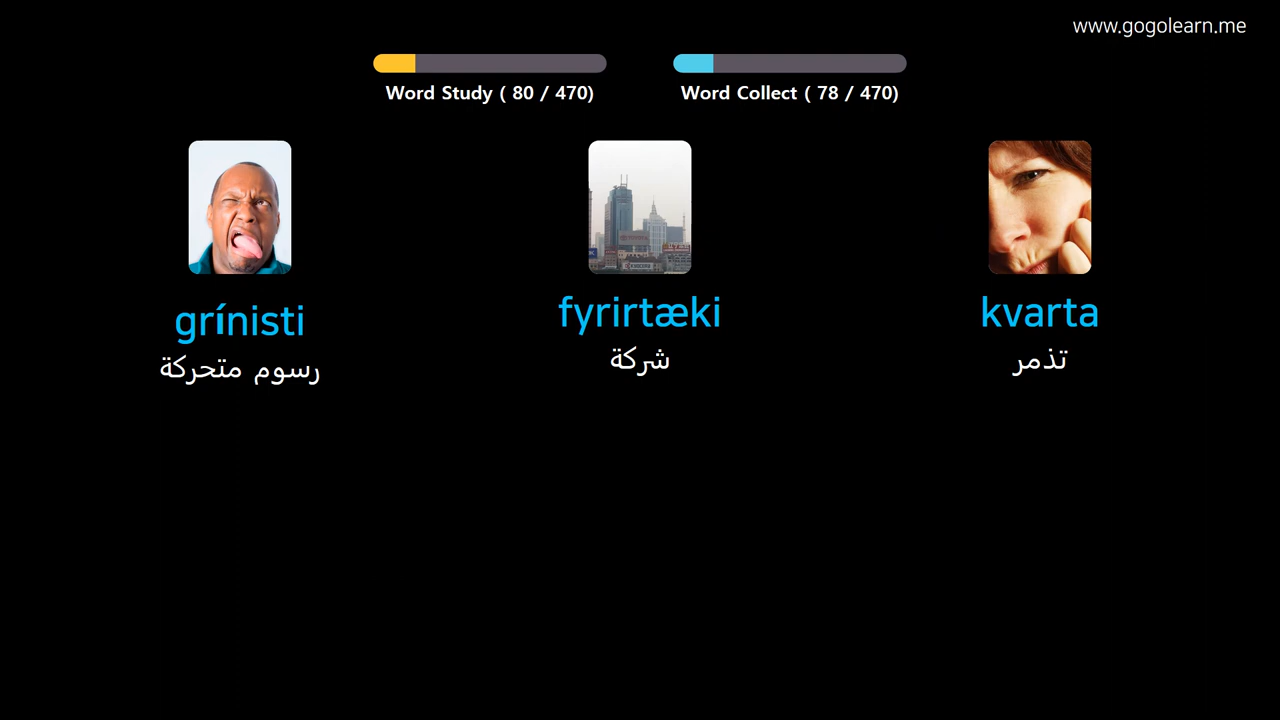 www.gogolearn.me
Word Study ( 80 / 470)
Word Collect ( 78 / 470)
grínisti
رسوم متحركة
fyrirtæki
شركة
kvarta
تذمر